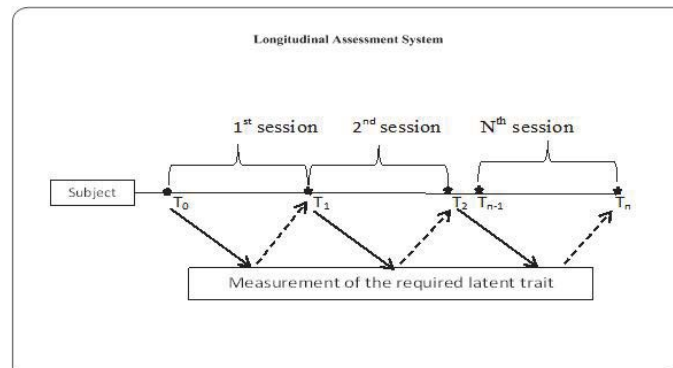 Longitudinal Assessment System
1st session 2nd session Nth session
Subject
T0 T1 T2 Tn-1 Tn
Measurement of the required latent trait